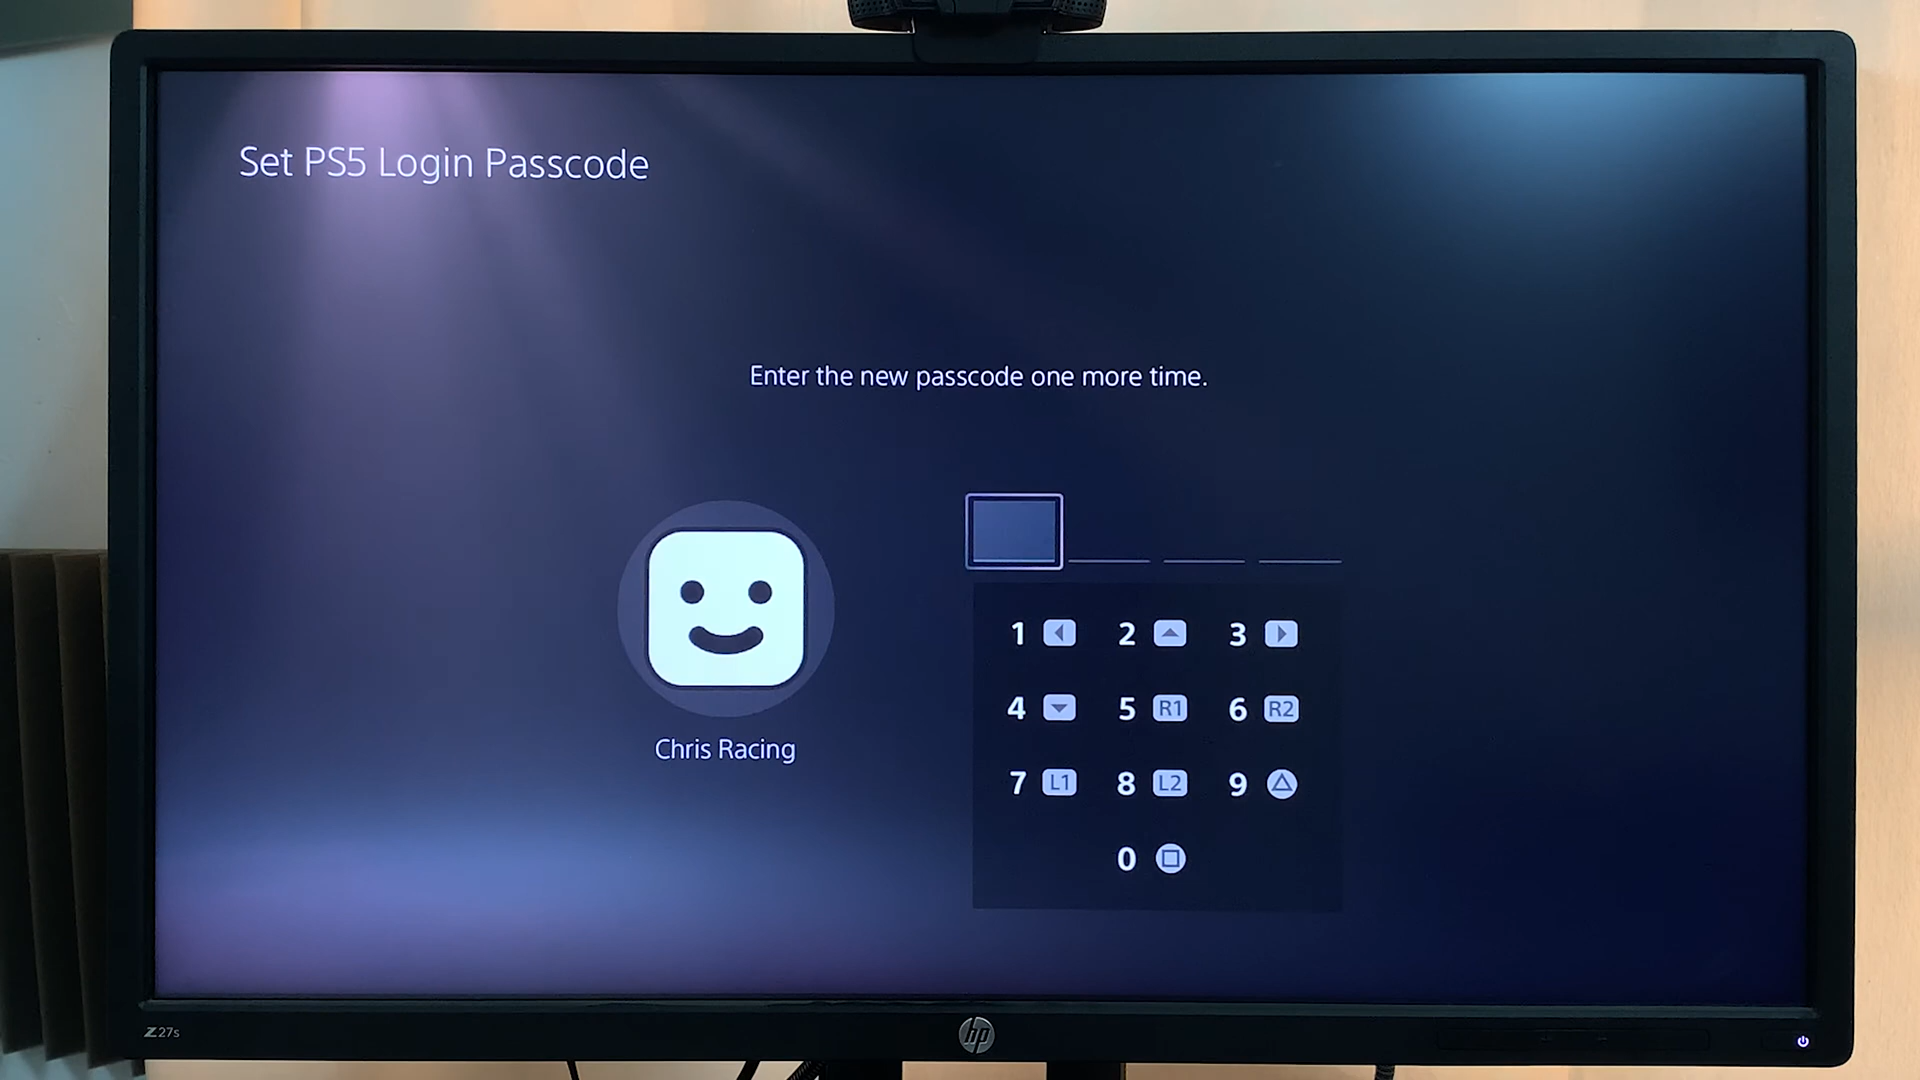 Set PS5 Login Passcode
Enter the new passcode one more time.
1 2 3
4 5 R1 6 R2
7 L1 8 L2 9
0
Chris Racing
Z27s
hp